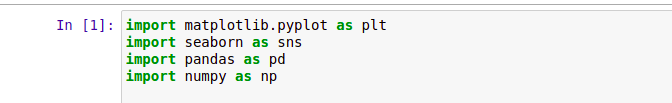 In [1]: import matplotlib.pyplot as plt
import seaborn as sns
import pandas as pd
import numpy as np